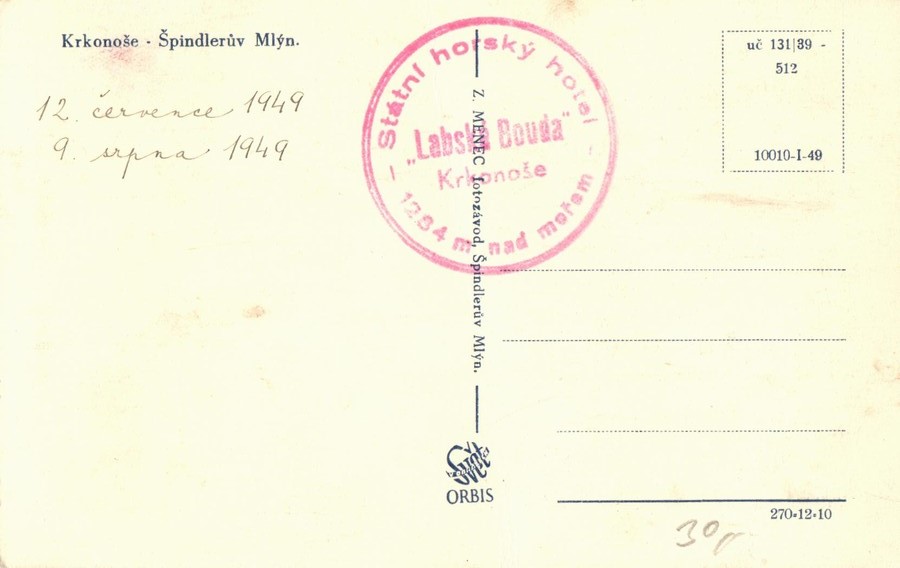 Krkonoše - Špindlerův Mlýn.
12. července 1949
9. srpna 1949
– Státní horský hotel –
„Labská Bouda"
Krkonoše
1284 m nad mořem
Z. MENEC fotozávod, Špindlerův Mlýn.
uč 131|39 -
512
10010-I-49
Svět
ORBIS
270-12-10
30